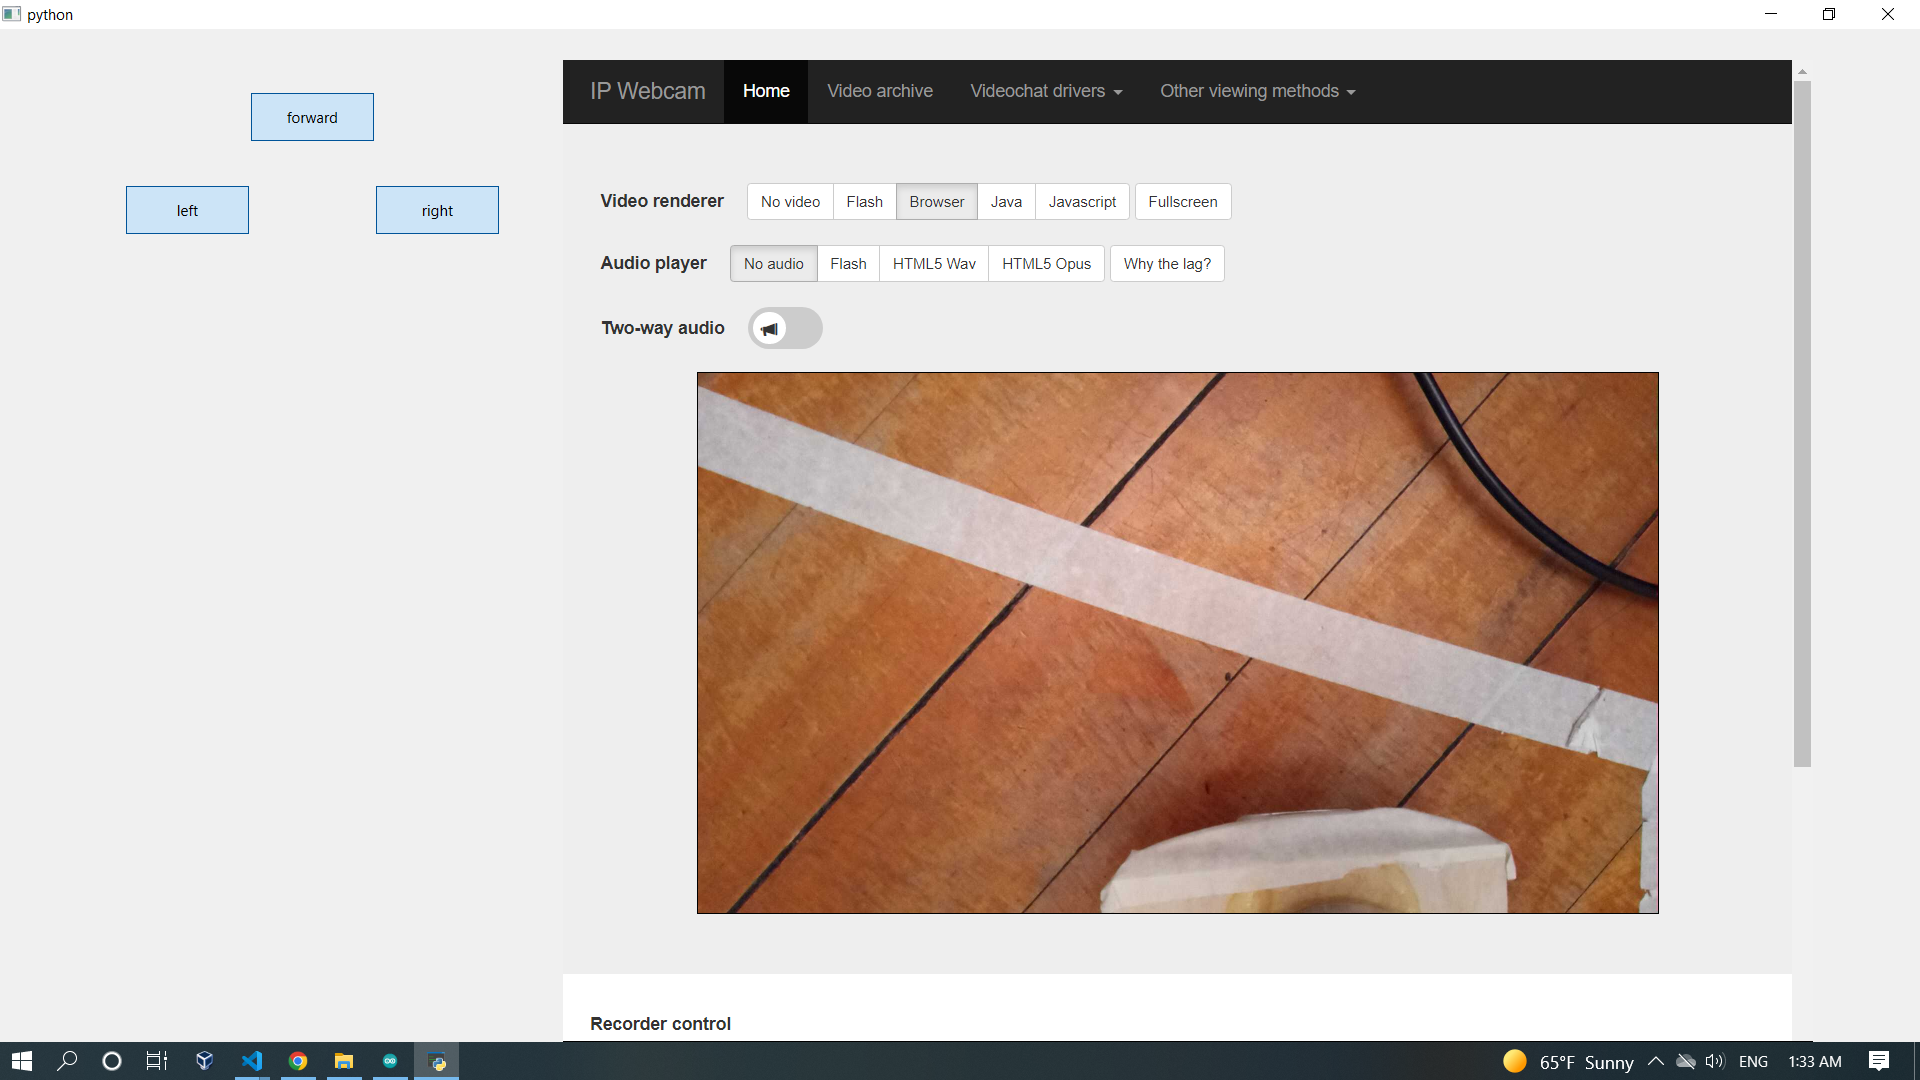 python
forward
left right
IP Webcam Home Video archive Videochat drivers Other viewing methods
Video renderer No video Flash Browser Java Javascript Fullscreen
Audio player No audio Flash HTML5 Wav HTML5 Opus Why the lag?
Two-way audio
Recorder control
65°F Sunny ENG 1:33 AM